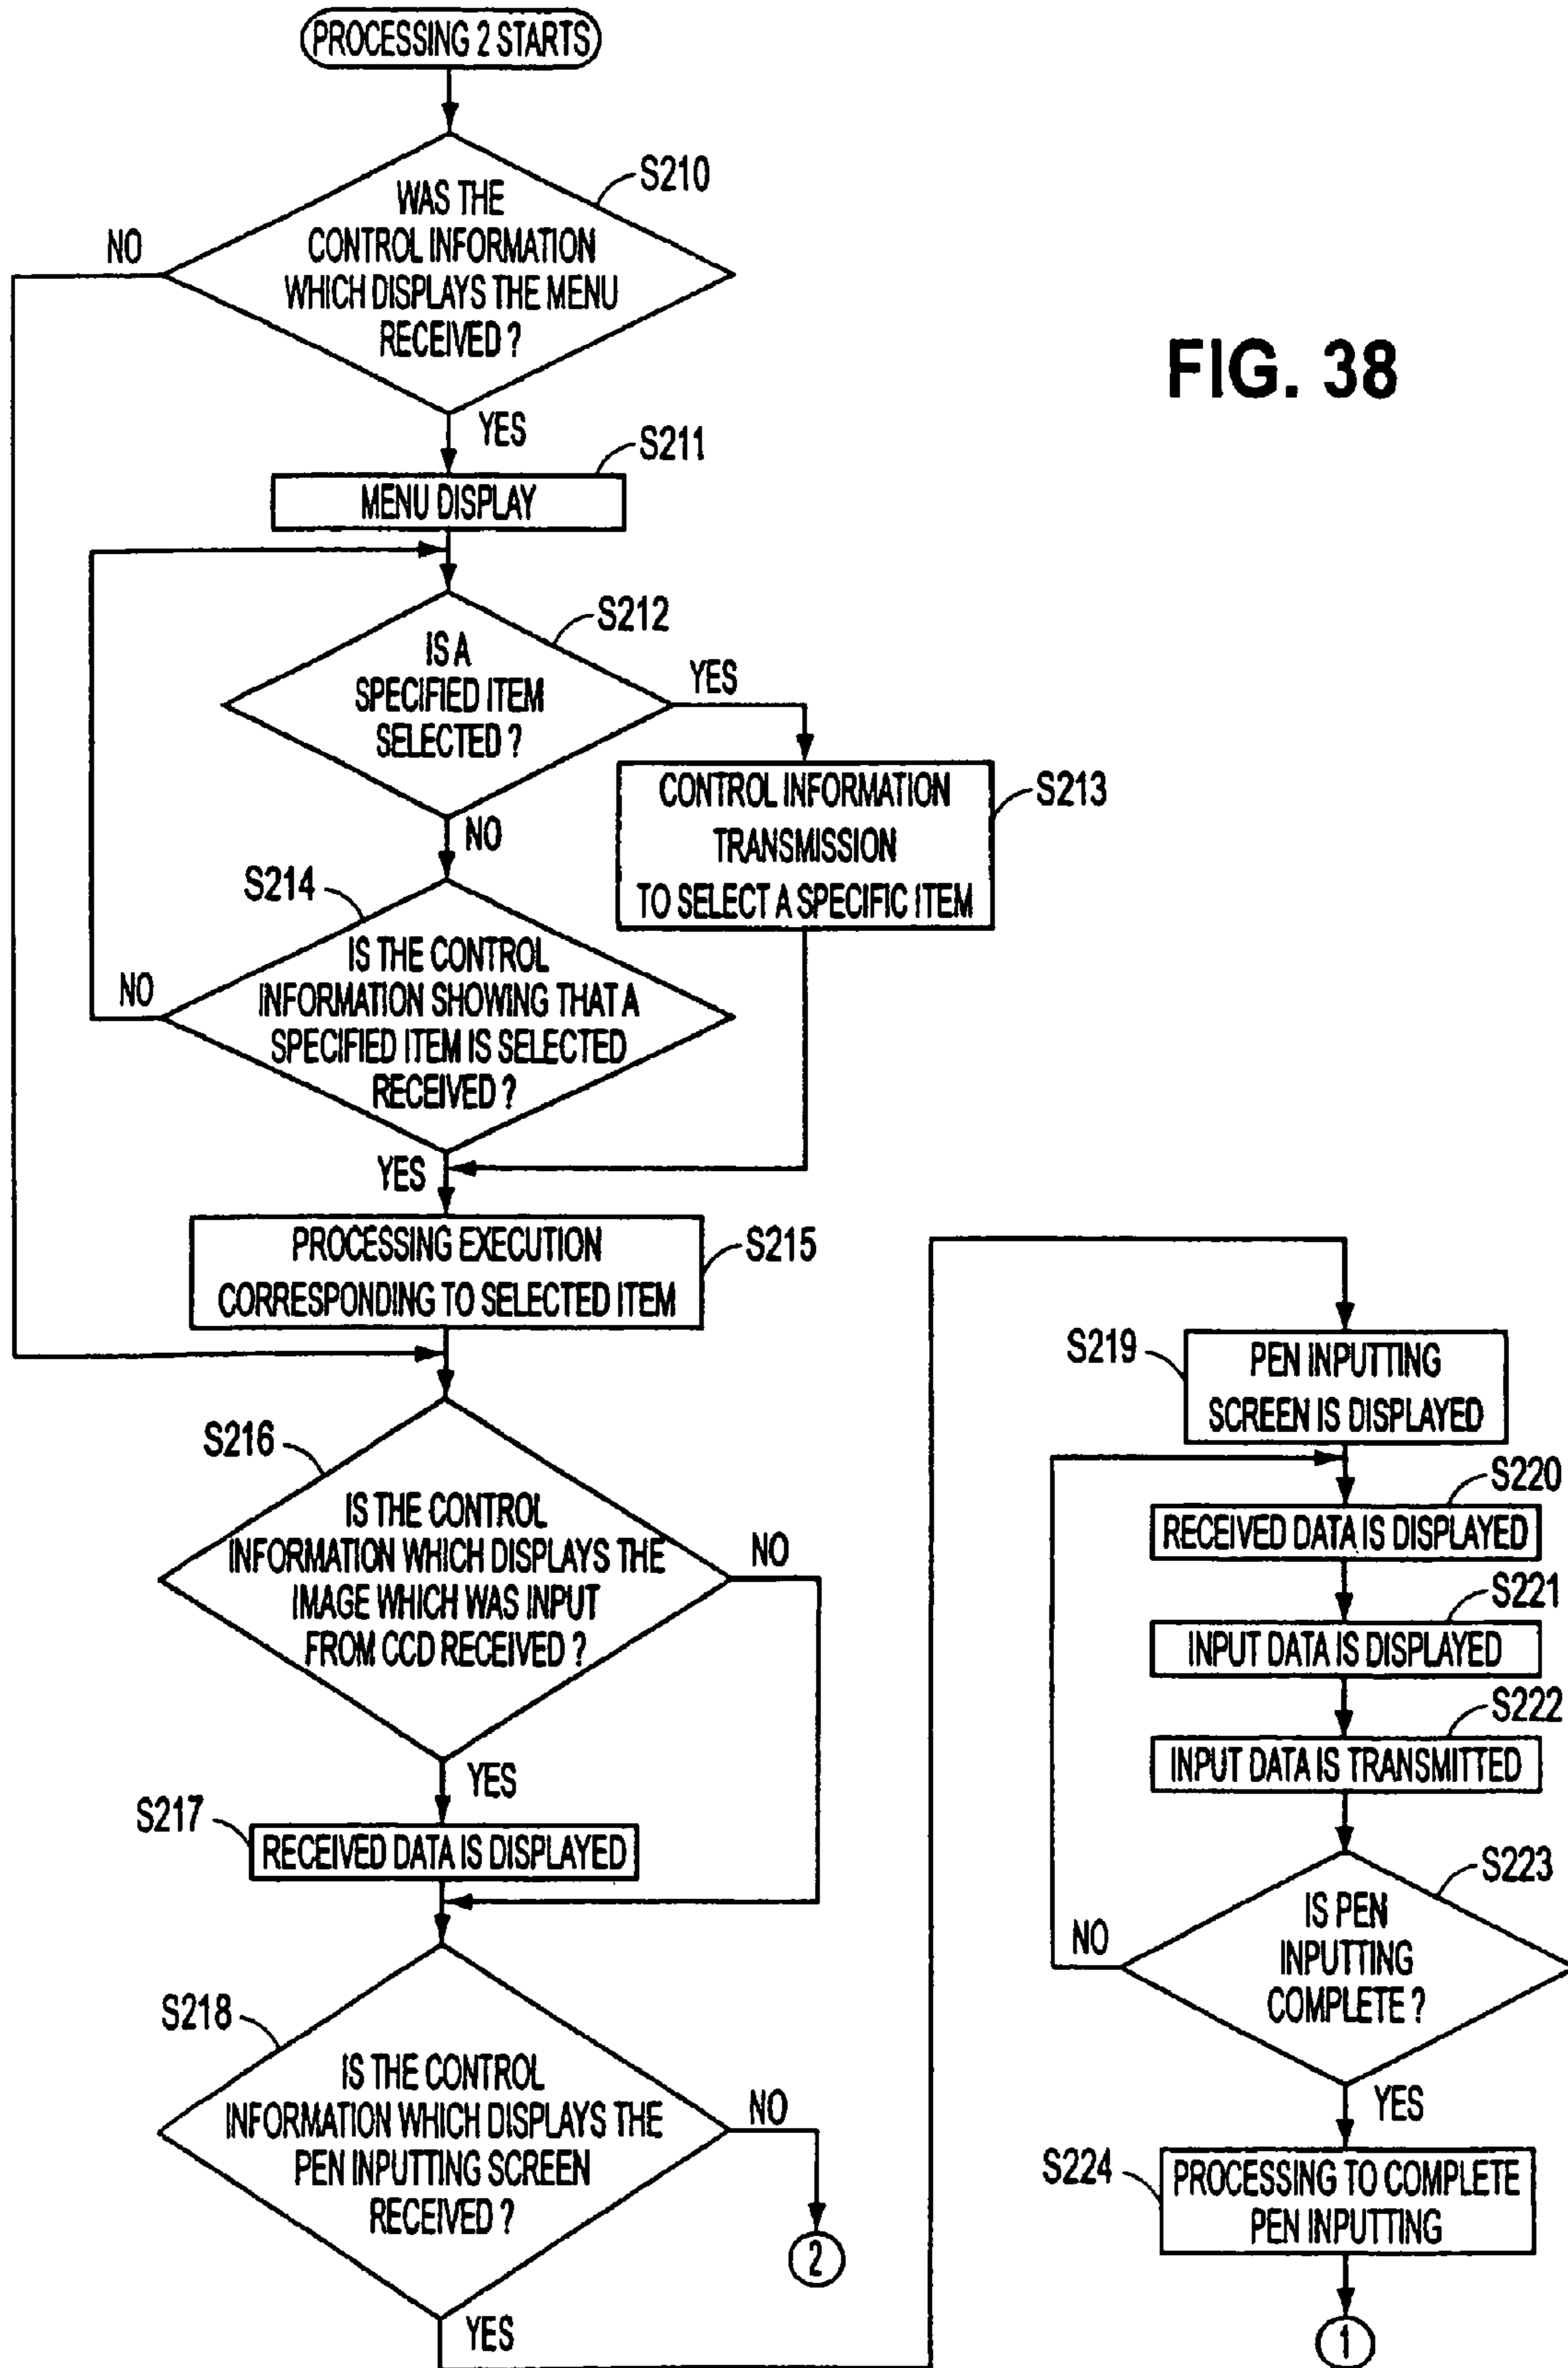 PROCESSING 2 STARTS
S210
WAS THE
CONTROL INFORMATION
WHICH DISPLAYS THE MENU
RECEIVED ?
NO
YES
FIG. 38
S211
MENU DISPLAY
S212
IS A
SPECIFIED ITEM
SELECTED ?
YES
NO
S213
CONTROL INFORMATION
TRANSMISSION
TO SELECT A SPECIFIC ITEM
S214
IS THE CONTROL
INFORMATION SHOWING THAT A
SPECIFIED ITEM IS SELECTED
RECEIVED ?
NO
YES
S215
PROCESSING EXECUTION
CORRESPONDING TO SELECTED ITEM
S216
IS THE CONTROL
INFORMATION WHICH DISPLAYS THE
IMAGE WHICH WAS INPUT
FROM CCD RECEIVED ?
NO
YES
S217
RECEIVED DATA IS DISPLAYED
S218
IS THE CONTROL
INFORMATION WHICH DISPLAYS THE
PEN INPUTTING SCREEN
RECEIVED ?
NO
2
YES
S219
PEN INPUTTING
SCREEN IS DISPLAYED
S220
RECEIVED DATA IS DISPLAYED
S221
INPUT DATA IS DISPLAYED
S222
INPUT DATA IS TRANSMITTED
S223
IS PEN
INPUTTING
COMPLETE ?
NO
YES
S224
PROCESSING TO COMPLETE
PEN INPUTTING
1